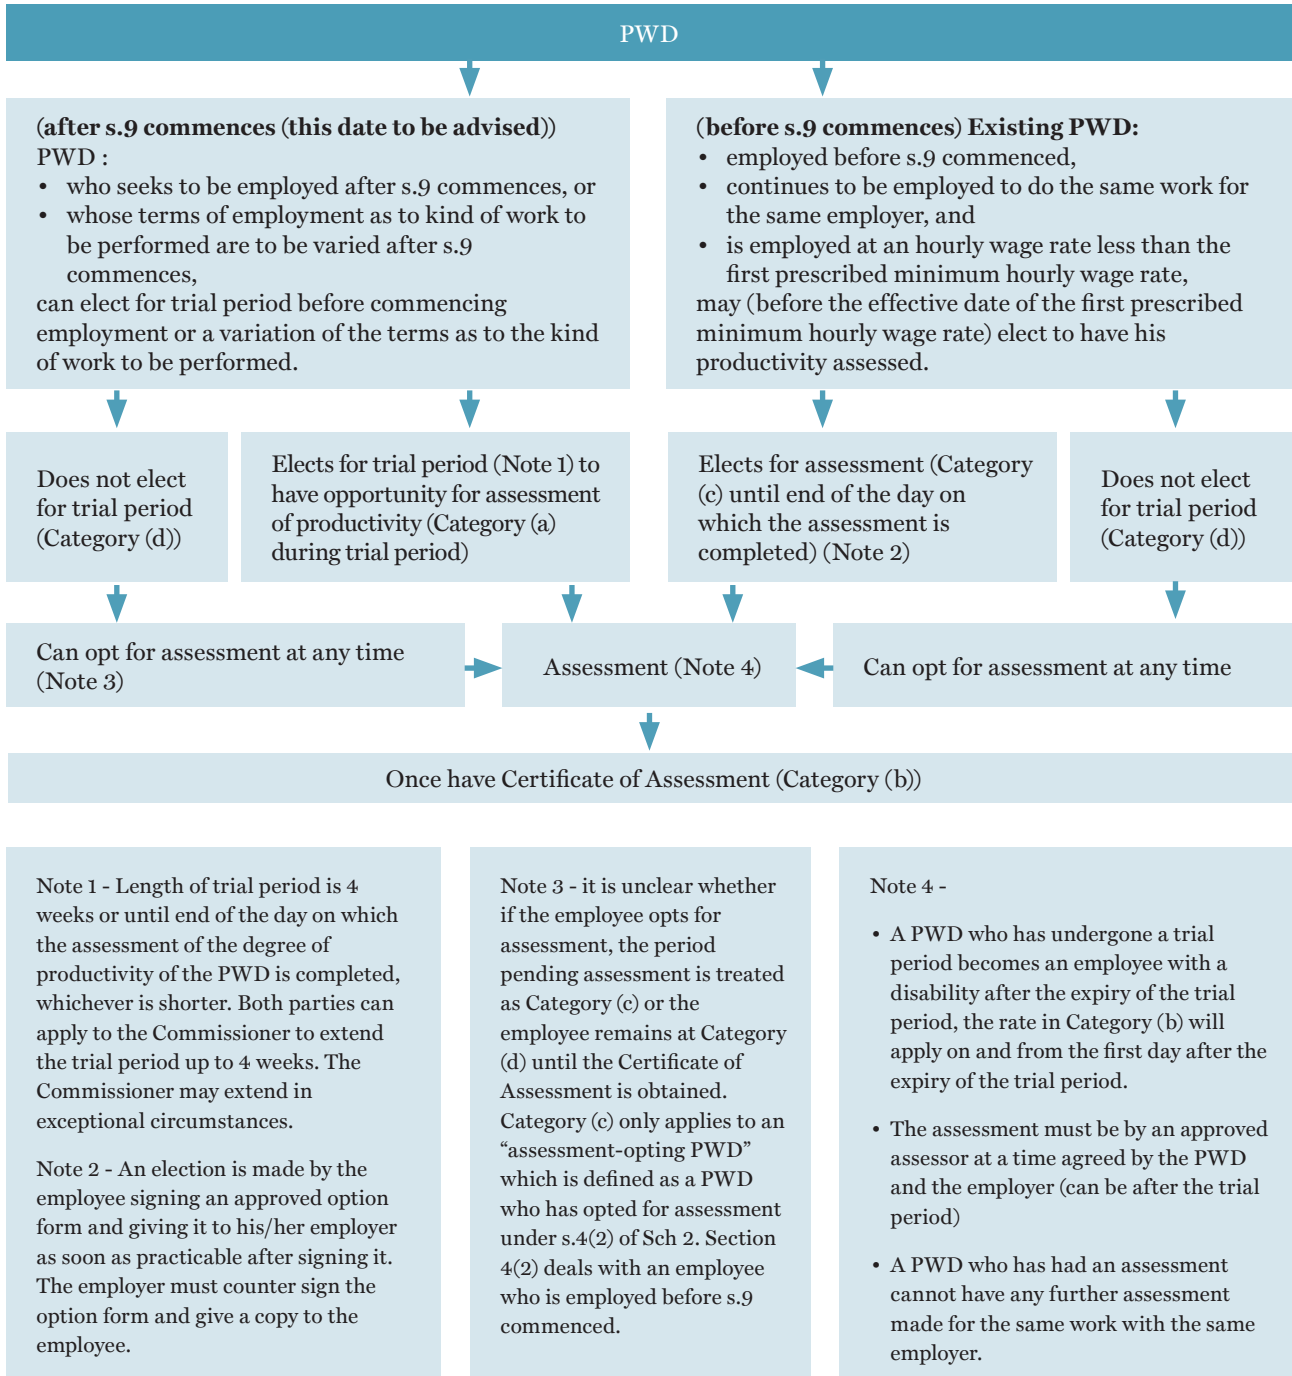 PWD
(after s.9 commences (this date to be advised))
PWD :
• who seeks to be employed after s.9 commences, or
• whose terms of employment as to kind of work to
be performed are to be varied after s.9
commences,
can elect for trial period before commencing
employment or a variation of the terms as to the kind
of work to be performed.
(before s.9 commences) Existing PWD:
• employed before s.9 commenced,
• continues to be employed to do the same work for
the same employer, and
• is employed at an hourly wage rate less than the
first prescribed minimum hourly wage rate,
may (before the effective date of the first prescribed
minimum hourly wage rate) elect to have his
productivity assessed.
Does not elect
for trial period
(Category (d))
Elects for trial period (Note 1) to
have opportunity for assessment
of productivity (Category (a)
during trial period)
Elects for assessment (Category
(c) until end of the day on
which the assessment is
completed) (Note 2)
Does not elect
for trial period
(Category (d))
Can opt for assessment at any time
(Note 3)
Assessment (Note 4)
Can opt for assessment at any time
Once have Certificate of Assessment (Category (b))
Note 1 - Length of trial period is 4
weeks or until end of the day on which
the assessment of the degree of
productivity of the PWD is completed,
whichever is shorter. Both parties can
apply to the Commissioner to extend
the trial period up to 4 weeks. The
Commissioner may extend in
exceptional circumstances.
Note 2 - An election is made by the
employee signing an approved option
form and giving it to his/her employer
as soon as practicable after signing it.
The employer must counter sign the
option form and give a copy to the
employee.
Note 3 - it is unclear whether
if the employee opts for
assessment, the period
pending assessment is treated
as Category (c) or the
employee remains at Category
(d) until the Certificate of
Assessment is obtained.
Category (c) only applies to an
“assessment-opting PWD”
which is defined as a PWD
who has opted for assessment
under s.4(2) of Sch 2. Section
4(2) deals with an employee
who is employed before s.9
commenced.
Note 4 -
• A PWD who has undergone a trial
period becomes an employee with a
disability after the expiry of the trial
period, the rate in Category (b) will
apply on and from the first day after the
expiry of the trial period.
• The assessment must be by an approved
assessor at a time agreed by the PWD
and the employer (can be after the trial
period)
• A PWD who has had an assessment
cannot have any further assessment
made for the same work with the same
employer.